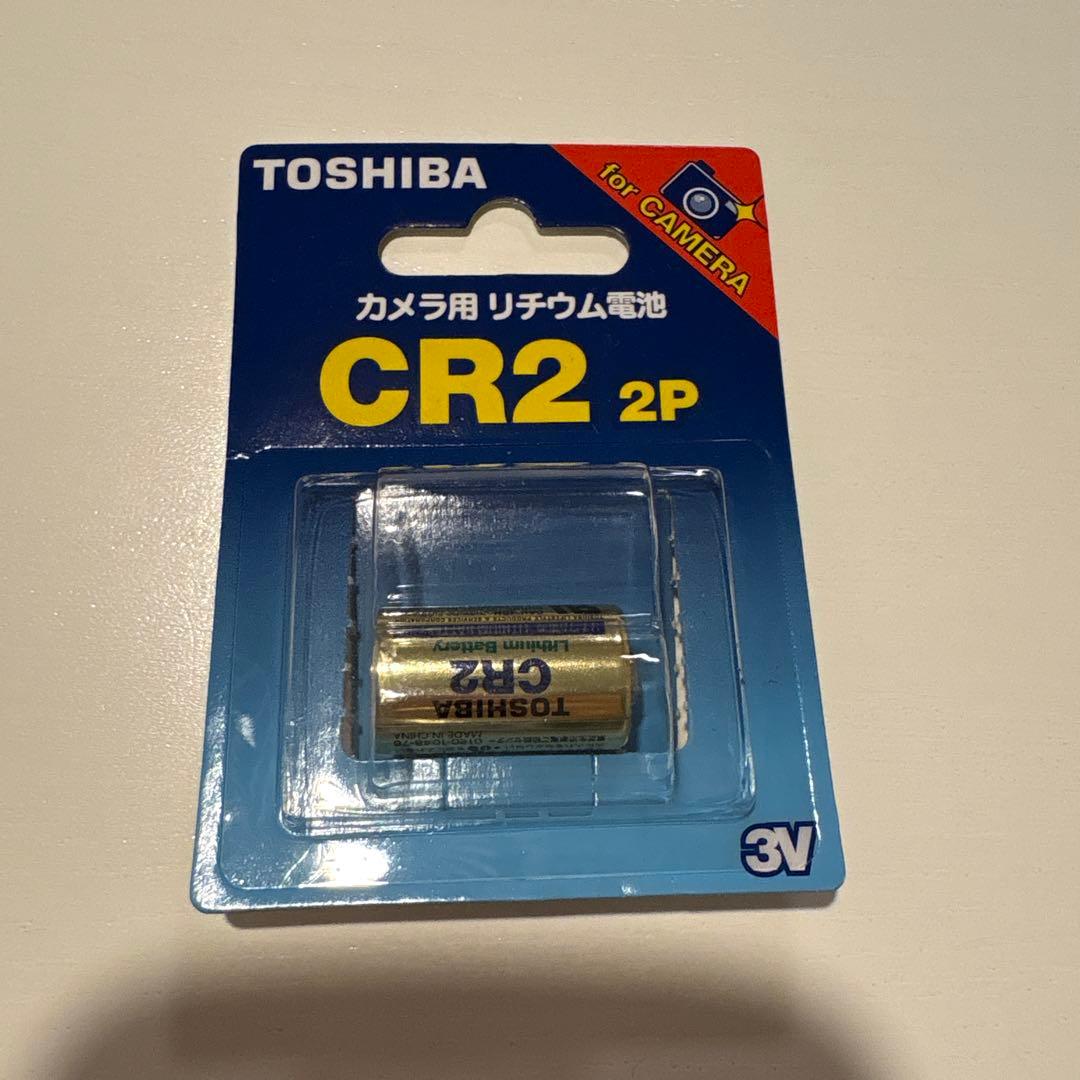 TOSHIBA
for CAMERA
カメラ用 リチウム電池
CR2 2P
Lithium Battery
CR2
TOSHIBA
MADE IN CHINA
3V